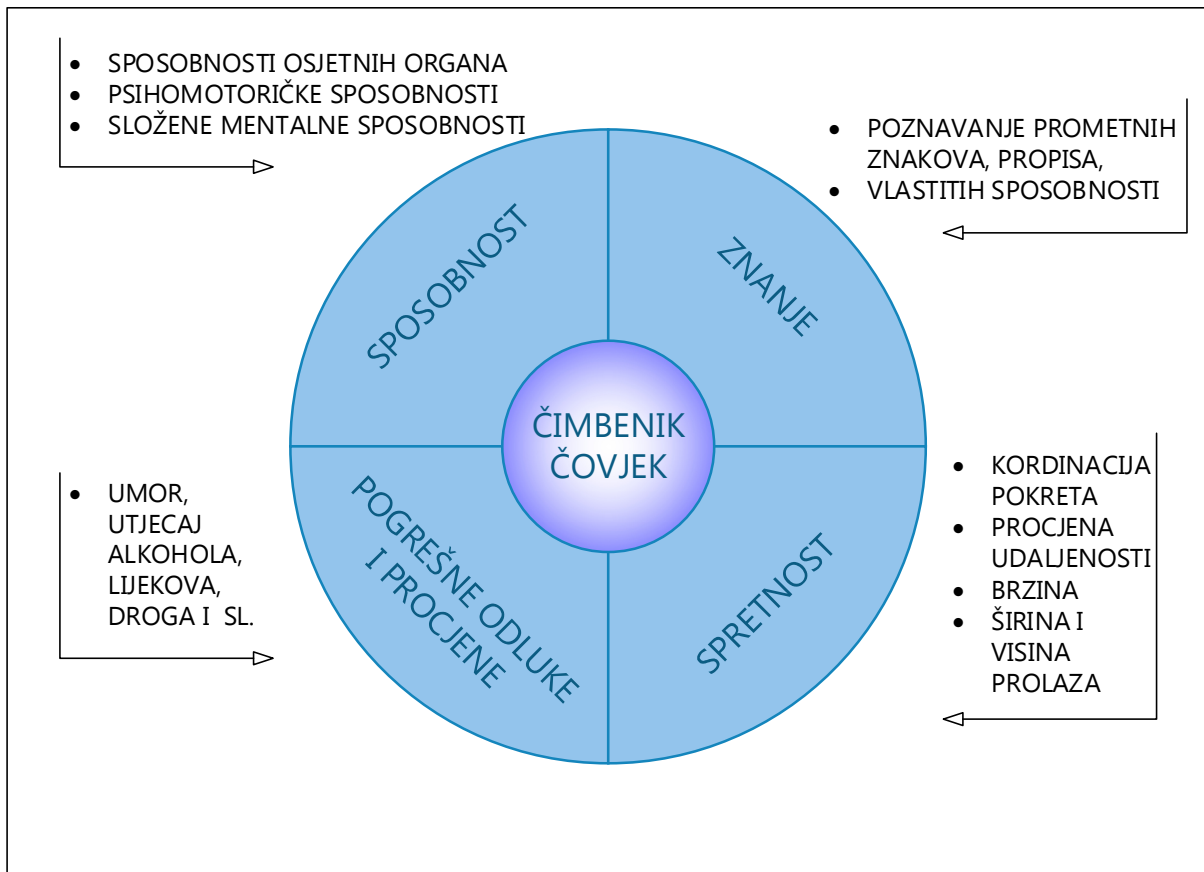 • SPOSOBNOSTI OSJETNIH ORGANA
• PSIHOMOTORIČKE SPOSOBNOSTI
• SLOŽENE MENTALNE SPOSOBNOSTI
• POZNAVANJE PROMETNIH
ZNAKOVA, PROPISA,
• VLASTITIH SPOSOBNOSTI
SPOSOBNOST
ZNANJE
ČIMBENIK
ČOVJEK
• UMOR,
UTJECAJ
ALKOHOLA,
LIJEKOVA,
DROGA I SL.
POGREŠNE ODLUKE
I PROCJENE
SPRETNOST
• KORDINACIJA
POKRETA
• PROCJENA
UDALJENOSTI
• BRZINA
• ŠIRINA I
VISINA
PROLAZA